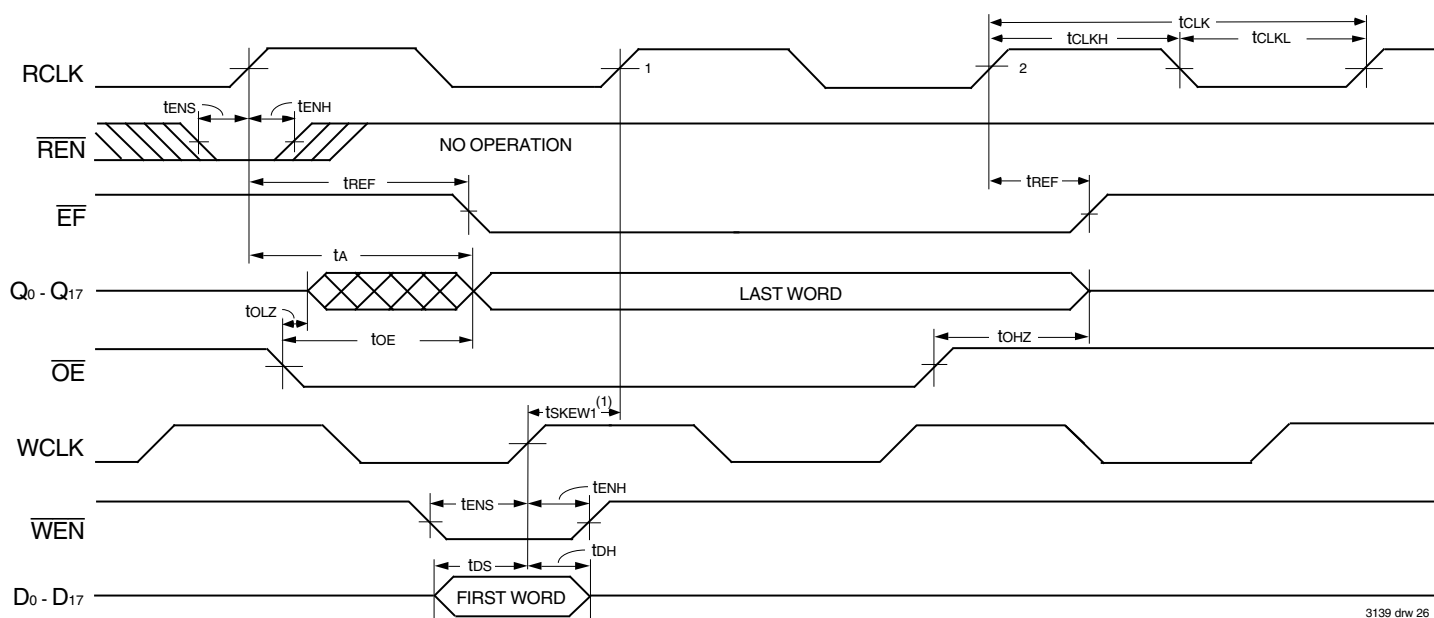 tCLK
tCLKH
tCLKL
RCLK
1
2
tENS
tENH
REN
NO OPERATION
tREF
tREF
EF
tA
Q0 - Q17
LAST WORD
tOLZ
tOE
tOHZ
OE
tSKEW1(1)
WCLK
tENS
tENH
WEN
tDS
tDH
D0 - D17
FIRST WORD
3139 drw 26